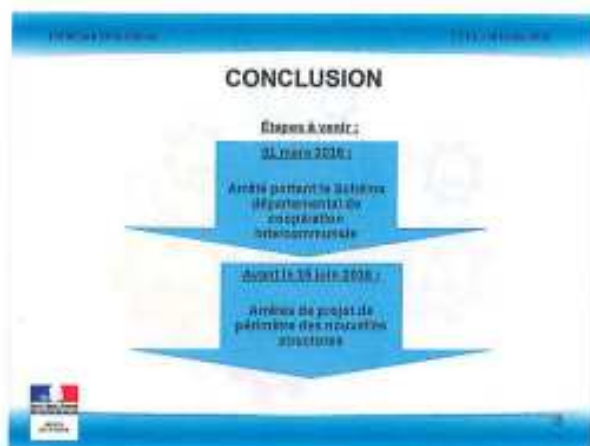 CONCLUSION
Étapes à venir :
31 mars 2016 :
Arrêté portant le Schéma
départemental de
coopération
intercommunale
Avant le 15 juin 2016 :
Arrêtés de projet de
périmètre des nouvelles
structures